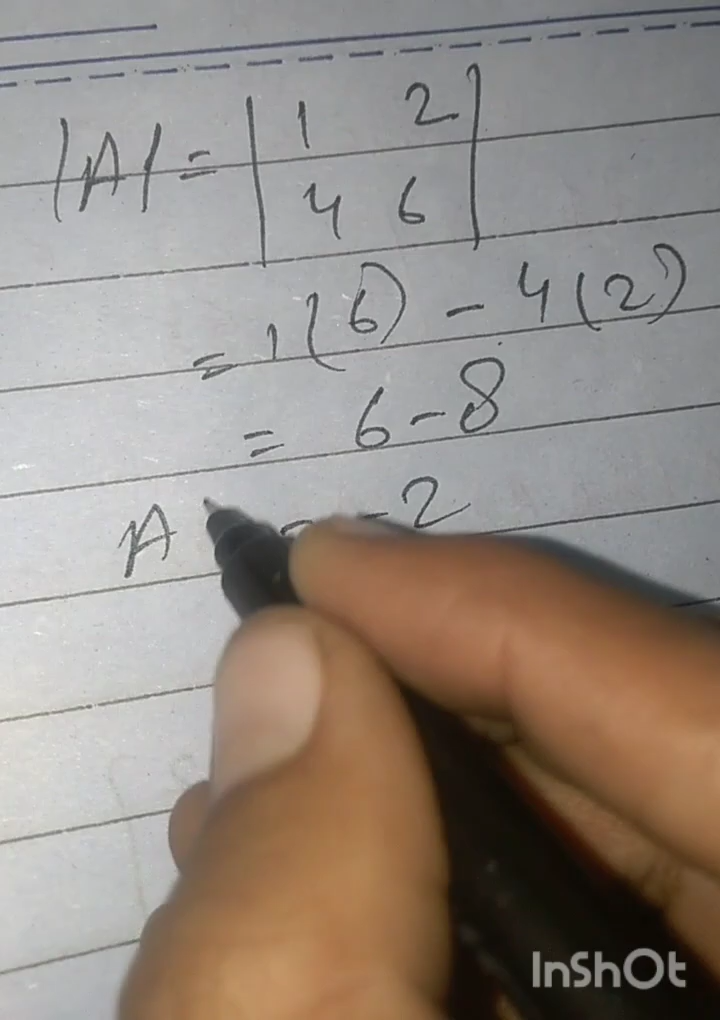 |A| = | 1 2 |
| 4 6 |
= 1(6) - 4(2)
= 6-8
A = -2
InShOt